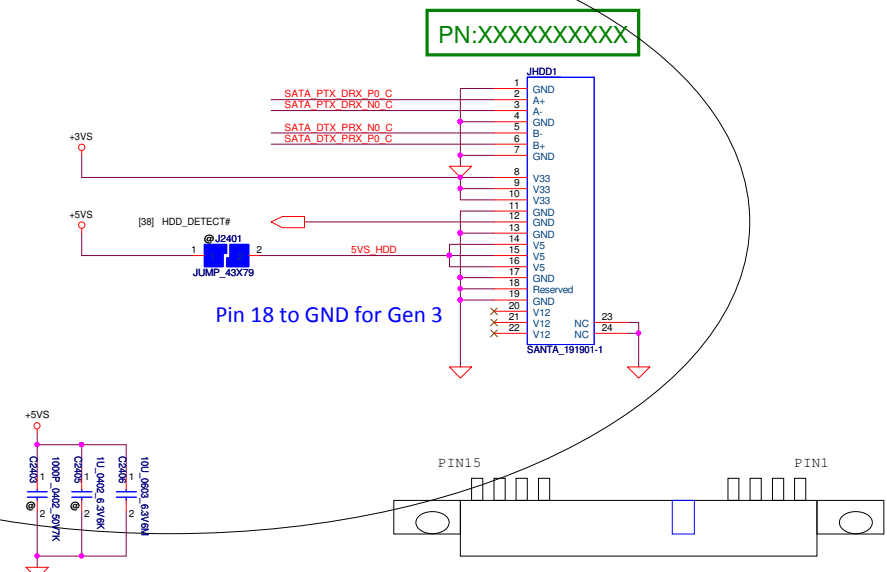 PN:XXXXXXXXXX
JHDD1
1
GND
SATA_PTX_DRX_P0_C
2
A+
SATA_PTX_DRX_N0_C
3
A-
4
GND
SATA_DTX_PRX_N0_C
5
B-
SATA_DTX_PRX_P0_C
6
B+
7
GND
+3VS
8
V33
9
V33
10
V33
11
GND
+5VS
[38] HDD_DETECT#
12
GND
13
GND
@ J2401
14
V5
1
2
5VS_HDD
15
V5
JUMP_43X79
16
V5
17
GND
18
Reserved
19
GND
Pin 18 to GND for Gen 3
20
V12
21
V12
NC
23
22
V12
NC
24
SANTA_191901-1
+5VS
C2403
1
2
@
1000P_0402_50V7K
C2405
1
2
@
1U_0402_6.3V6K
C2406
1
2
10U_0603_6.3V6M
PIN15
PIN1